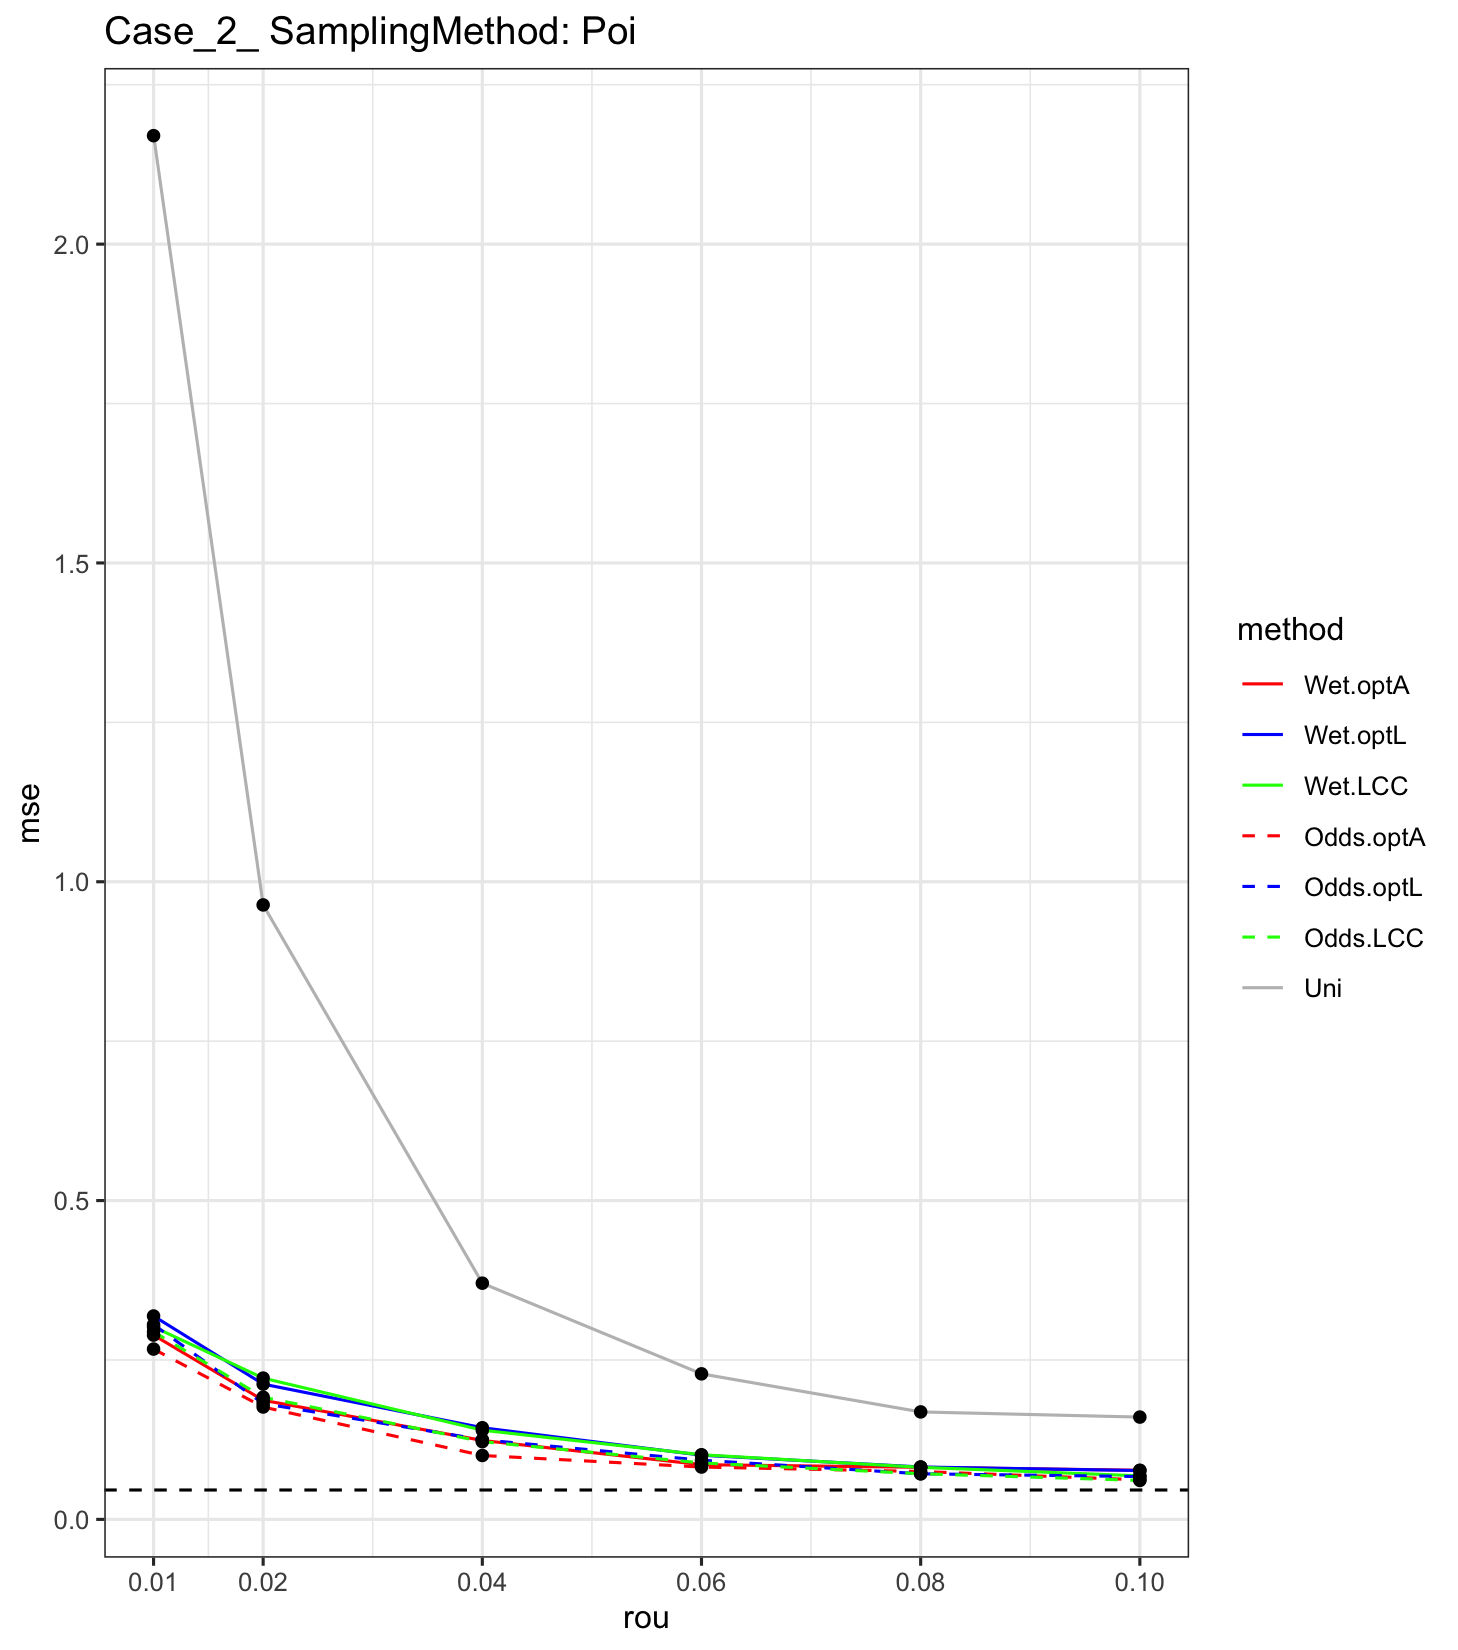 Case_2_ SamplingMethod: Poi
mse
2.0
1.5
1.0
0.5
0.0
0.01 0.02 0.04 0.06 0.08 0.10
rou
method
Wet.optA
Wet.optL
Wet.LCC
Odds.optA
Odds.optL
Odds.LCC
Uni